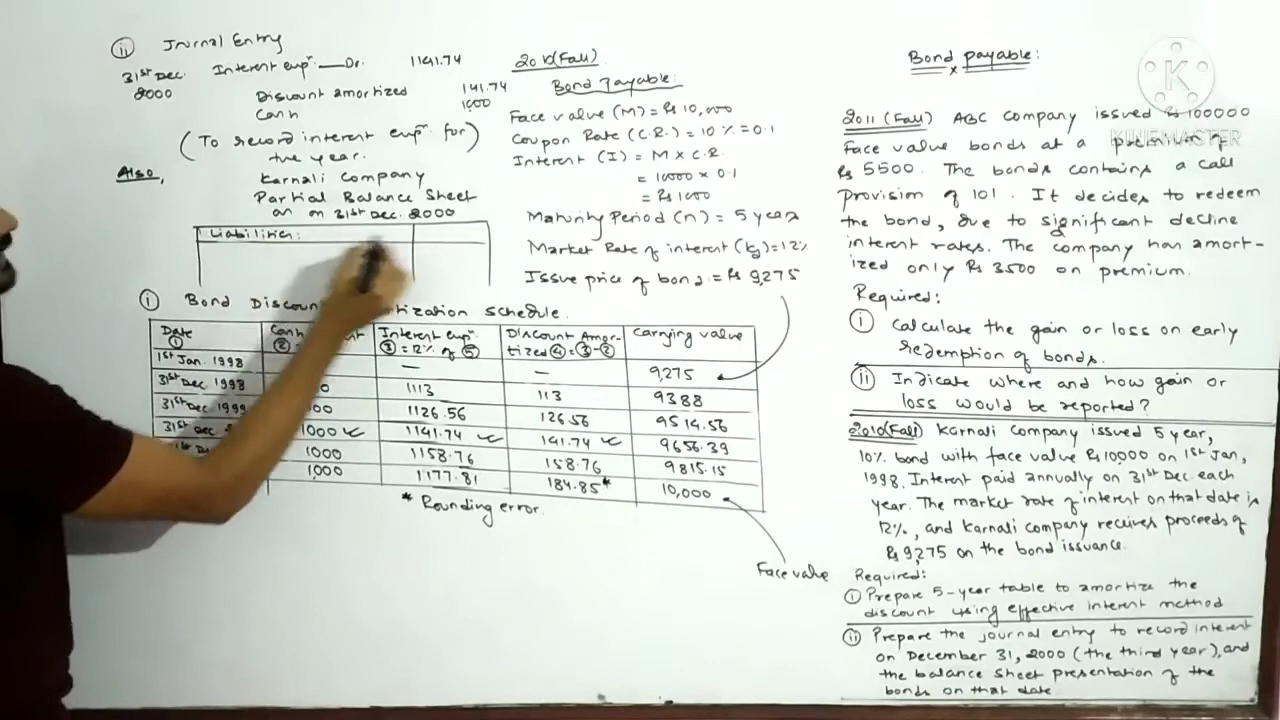 ii Journal Entry
31st Dec. 2000 Interest exp. — Dr. 1141.74
Discount amortized 141.74
Cash 1000
(To record interest exp. for the year.)
Also,
Karnali Company
Partial Balance Sheet
as on 31st Dec. 2000
Liabilities:
2010(Fall)
Bond Payable:
Face value (M) = Rs 10,000
Coupon Rate (C.R.) = 10% = 0.1
Interest (I) = M x C.R.
= 10000 x 0.1
= Rs 1000
Maturity Period (n) = 5 years
Market Rate of interest (kd) = 12%
Issue price of bond = Rs 9,275
i Bond Discount
ization schedule.
Date ① Cash ② Interest exp. ③ = 12% of ⑤ Discount Amortized ④ = ③-② Carrying value
1st Jan. 1998 — — 9,275
31st Dec. 1998 1113 113 9388
31st Dec. 1999 1126.56 126.56 9514.56
31st Dec. 1000 1141.74 141.74 9656.39
1000 1158.76 158.76 9815.15
1,000 1177.81 184.85* 10,000
* Rounding error.
Face value
Bond payable:
K
KINEMASTER
2011 (Fall) ABC company issued Rs 100000
Face value bonds at a premium of
Rs 5500. The bonds contains a call
provision of 101. It decides to redeem
the bond, due to significant decline
interest rates. The company has amort-
ized only Rs 3500 on premium.
Required:
i Calculate the gain or loss on early
redemption of bonds.
ii Indicate where and how gain or
loss would be reported?
2010(Fall) Karnali company issued 5 year,
10% bond with face value Rs 10,000 on 1st Jan,
1998. Interest paid annually on 31st Dec. each
year. The market rate of interest on that date is
12%, and Karnali company receives proceeds of
Rs 9,275 on the bond issuance.
Required:
i Prepare 5-year table to amortize the
discount using effective interest method
ii Prepare the journal entry to record interest
on December 31, 2000 (the third year), and
the balance sheet presentation of the
bonds on that date